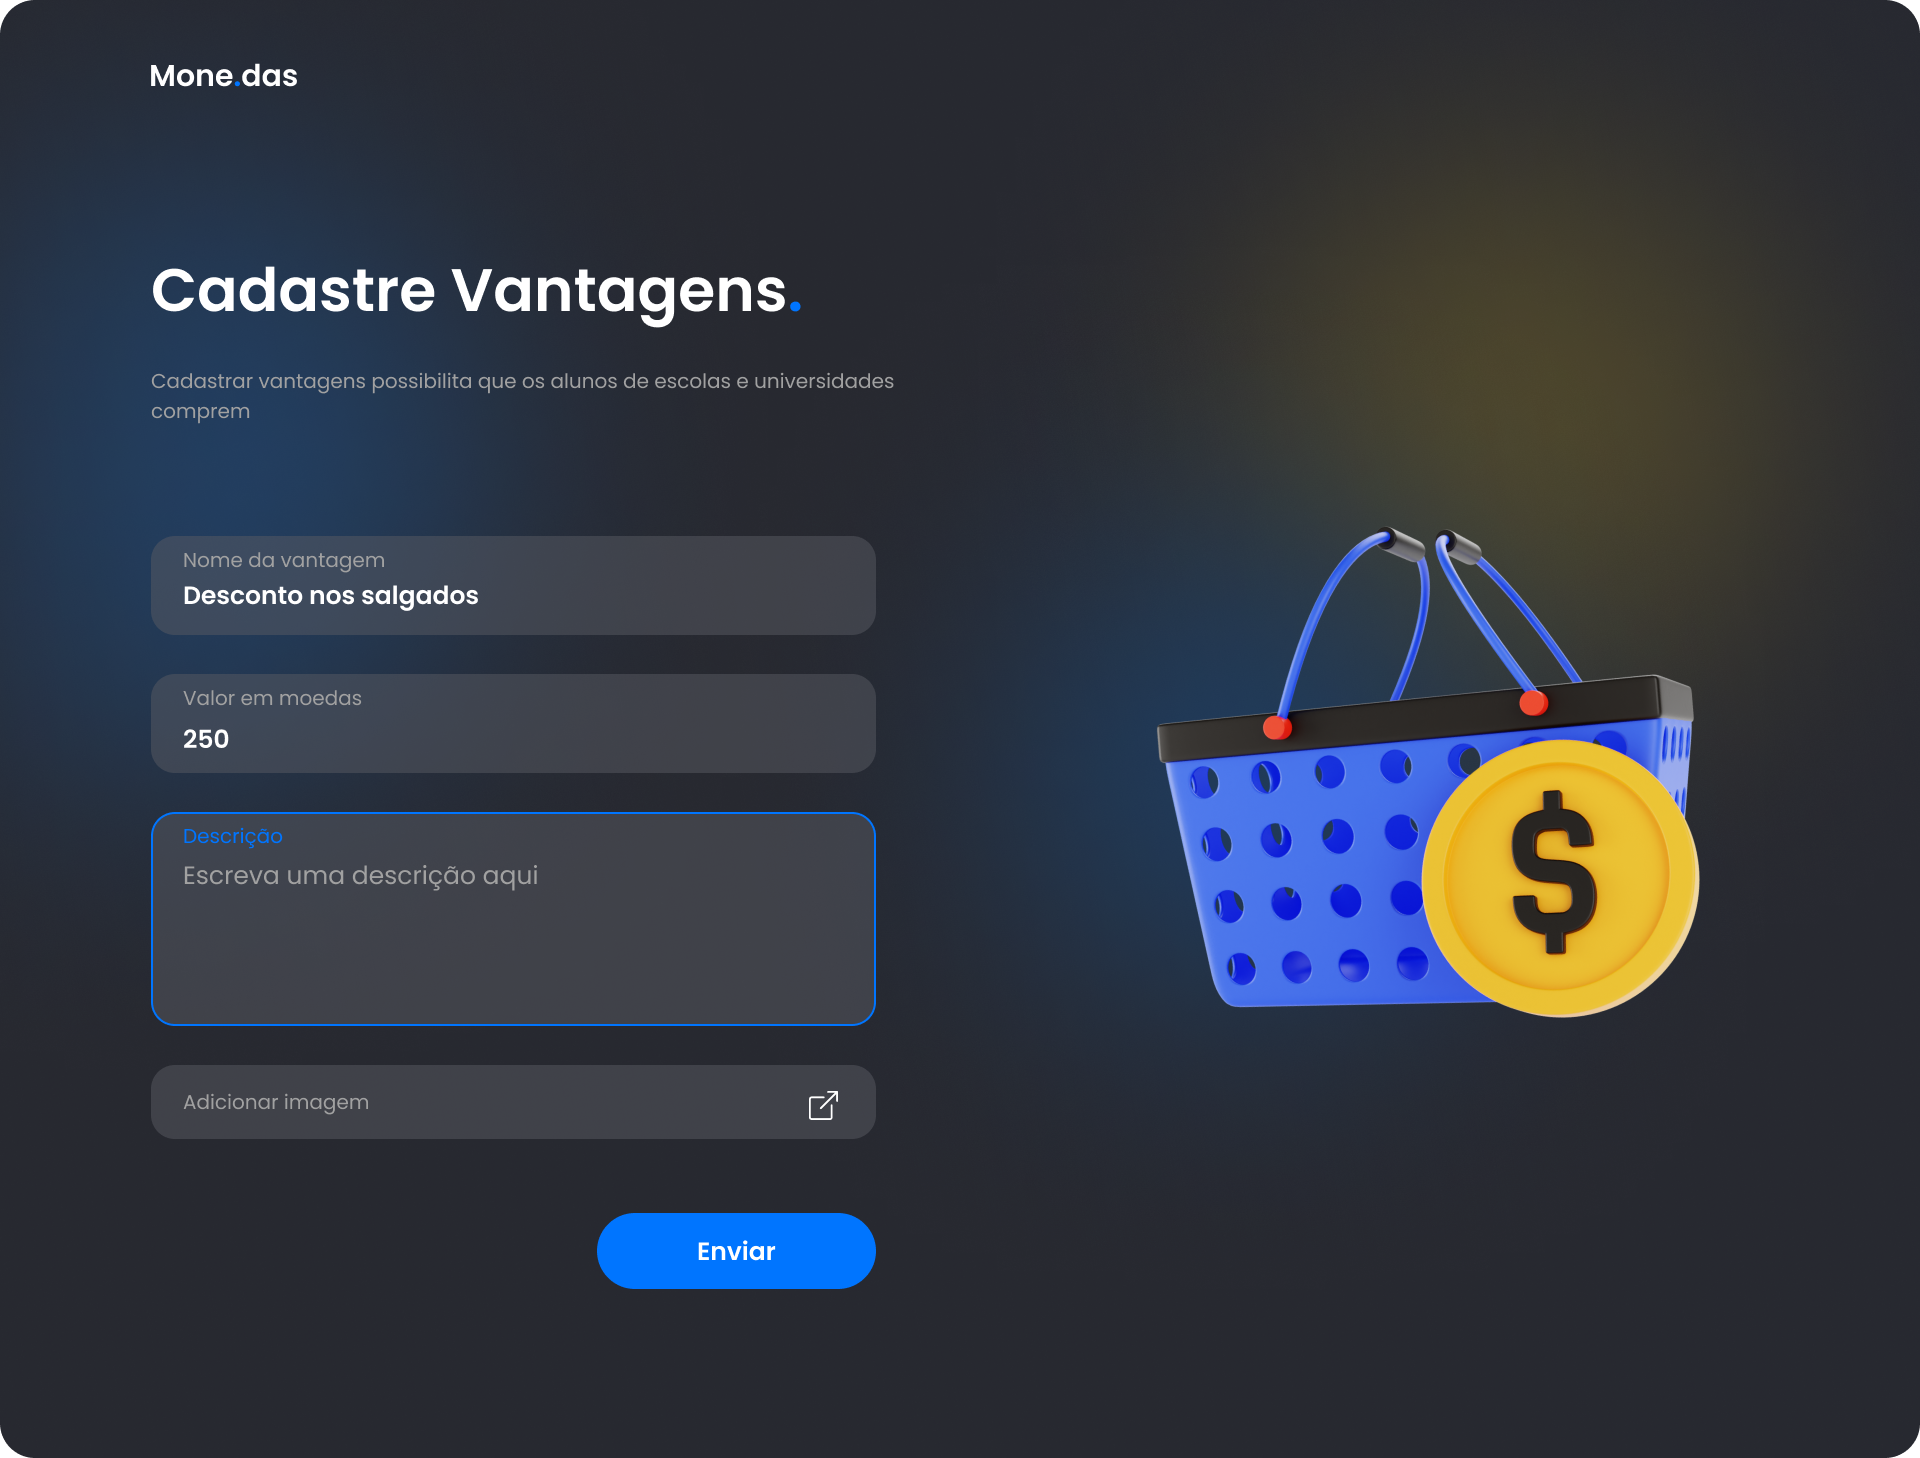 Mone.das
Cadastre Vantagens.
Cadastrar vantagens possibilita que os alunos de escolas e universidades
comprem
Nome da vantagem
Desconto nos salgados
Valor em moedas
250
Descrição
Escreva uma descrição aqui
Adicionar imagem
Enviar
$